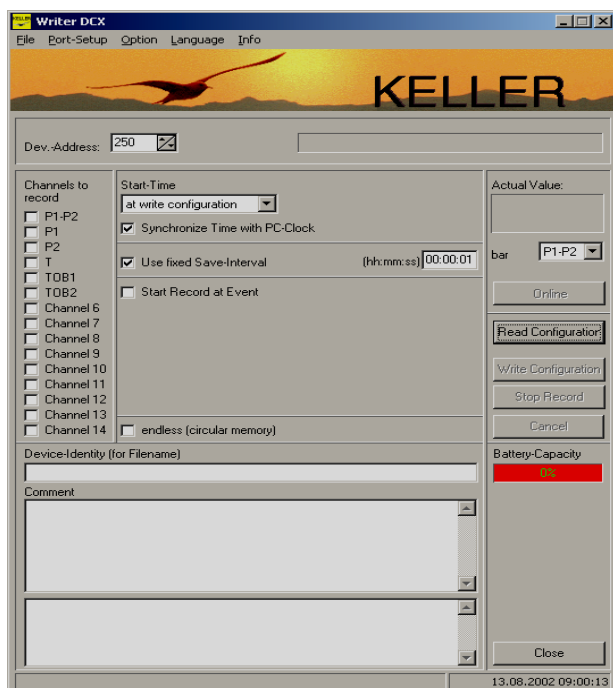 KELLER Writer DCX
File Port-Setup Option Language Info
KELLER
Dev.-Address: 250
Channels to record
P1-P2
P1
P2
T
TOB1
TOB2
Channel 6
Channel 7
Channel 8
Channel 9
Channel 10
Channel 11
Channel 12
Channel 13
Channel 14
Start-Time
at write configuration
Synchronize Time with PC-Clock
Use fixed Save-Interval (hh:mm:ss) 00:00:01
Start Record at Event
endless (circular memory)
Actual Value:
bar P1-P2
Online
Read Configuration
Write Configuration
Stop Record
Cancel
Device-Identity (for Filename)
Comment
Battery-Capacity
0%
Close
13.08.2002 09:00:13